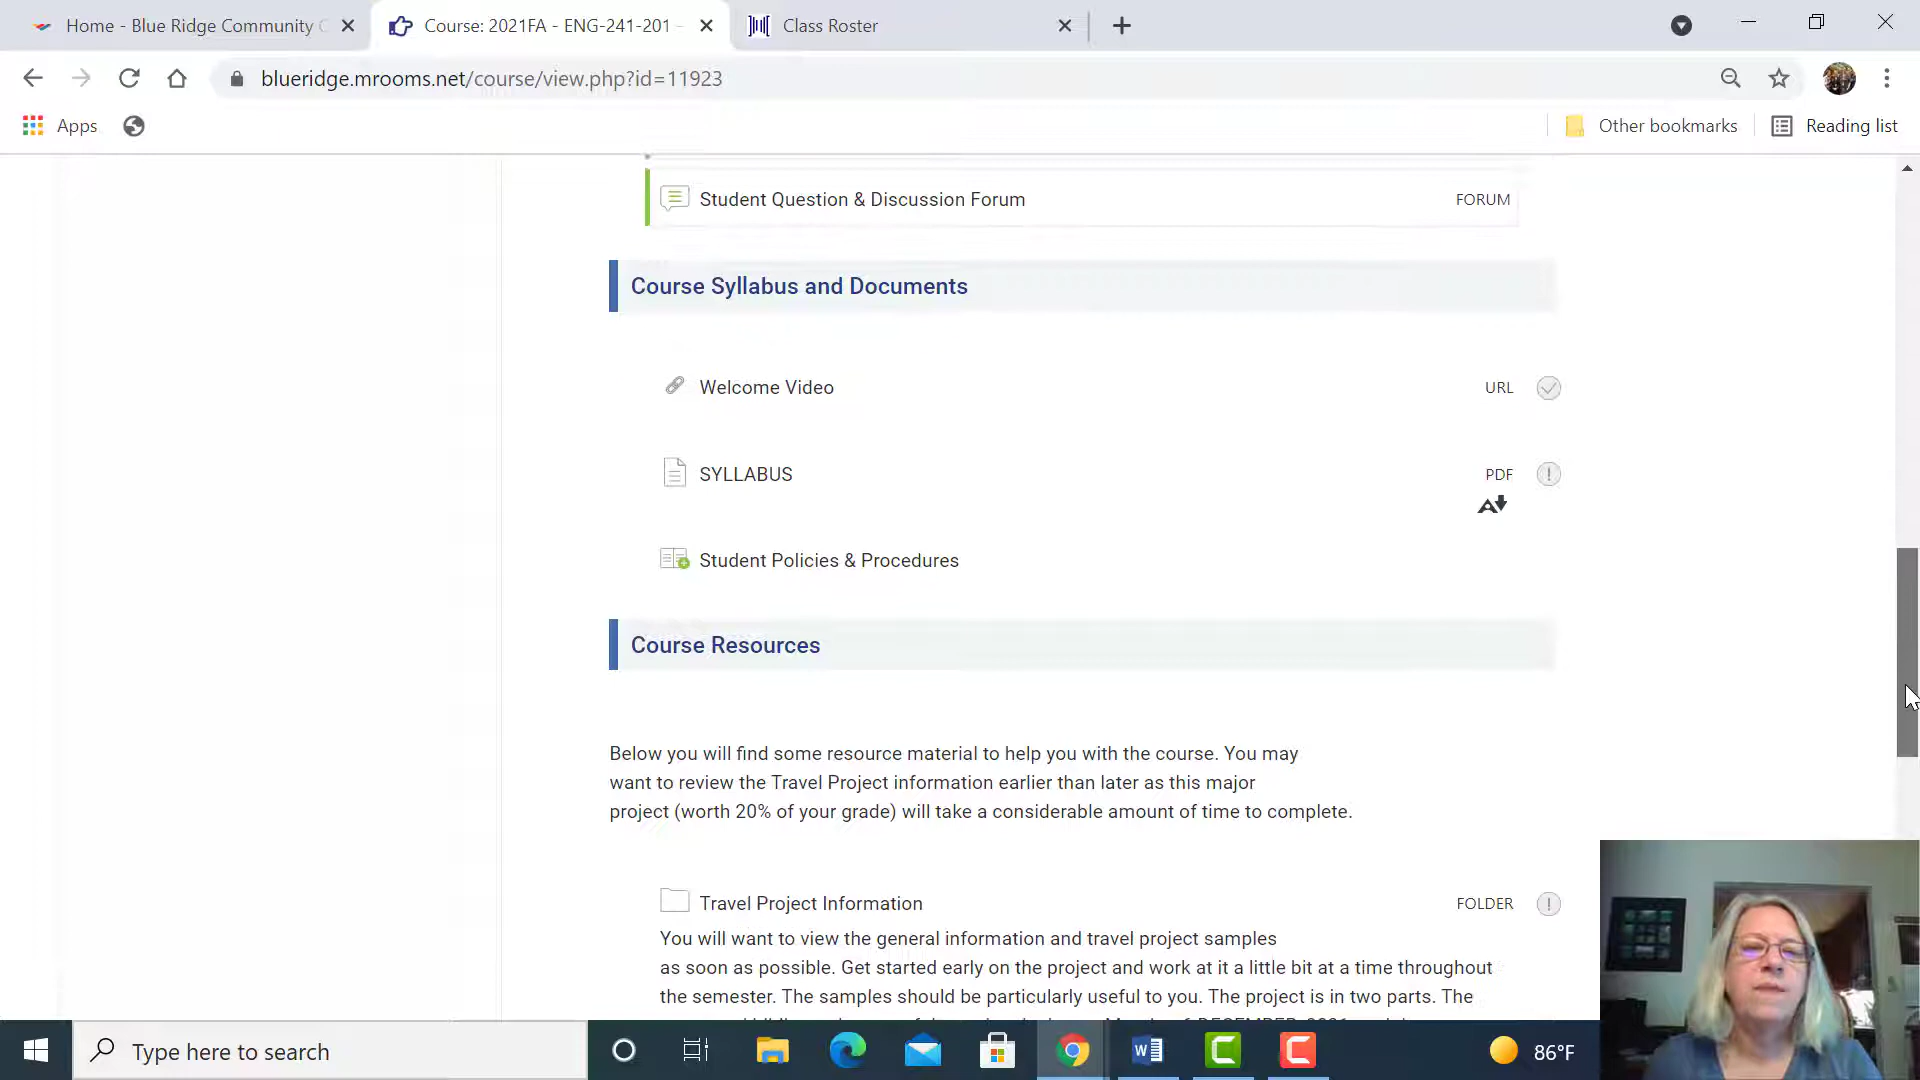 Home - Blue Ridge Community C
Course: 2021FA - ENG-241-201 -
Class Roster
blueridge.mrooms.net/course/view.php?id=11923
Apps
Other bookmarks
Reading list
Student Question & Discussion Forum FORUM
Course Syllabus and Documents
Welcome Video URL
SYLLABUS PDF
Student Policies & Procedures
Course Resources
Below you will find some resource material to help you with the course. You may
want to review the Travel Project information earlier than later as this major
project (worth 20% of your grade) will take a considerable amount of time to complete.
Travel Project Information FOLDER
You will want to view the general information and travel project samples
as soon as possible. Get started early on the project and work at it a little bit at a time throughout
the semester. The samples should be particularly useful to you. The project is in two parts. The
Type here to search
86°F